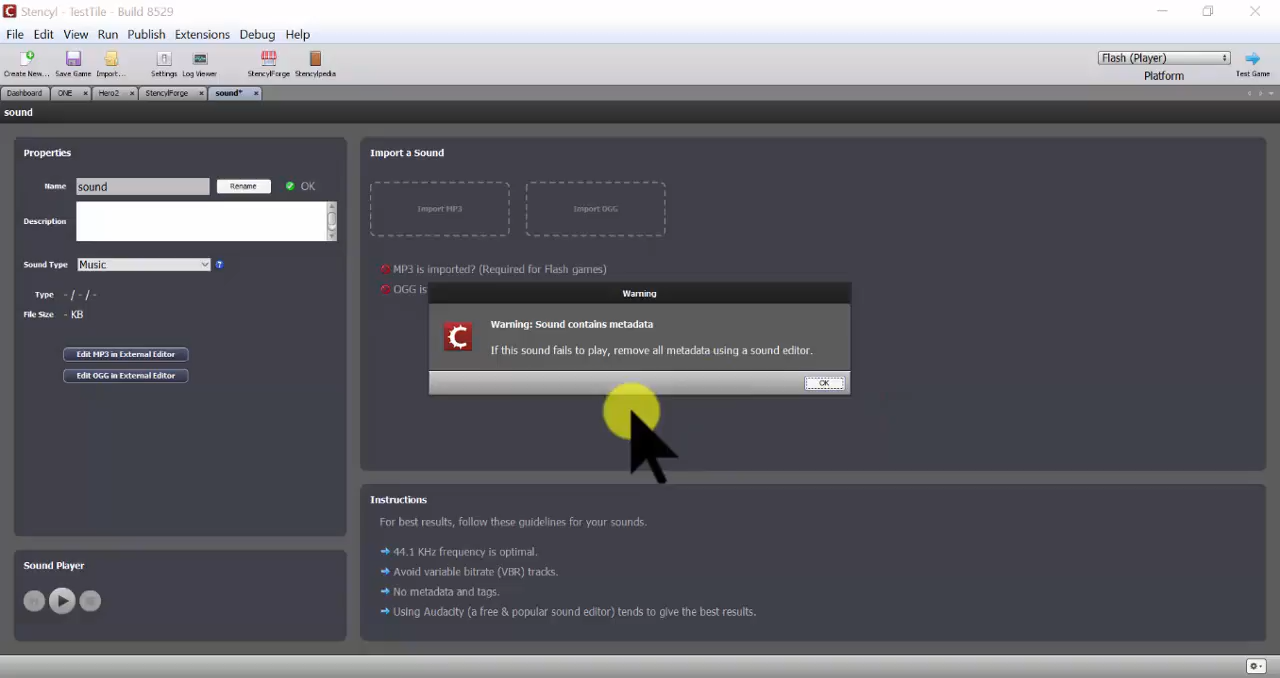 Stencyl - TestTile - Build 8529
File Edit View Run Publish Extensions Debug Help
Create New... Save Game Import... Settings Log Viewer StencylForge Stencylpedia
Flash (Player)
Platform
Test Game
Dashboard ONE Hero2 StencylForge sound*
sound
Properties
Name sound Rename OK
Description
Sound Type Music ?
Type - / - / -
File Size - KB
Edit MP3 in External Editor
Edit OGG in External Editor
Sound Player
Import a Sound
Import MP3 Import OGG
MP3 is imported? (Required for Flash games)
OGG is
Warning
Warning: Sound contains metadata
If this sound fails to play, remove all metadata using a sound editor.
OK
Instructions
For best results, follow these guidelines for your sounds.
44.1 KHz frequency is optimal.
Avoid variable bitrate (VBR) tracks.
No metadata and tags.
Using Audacity (a free & popular sound editor) tends to give the best results.